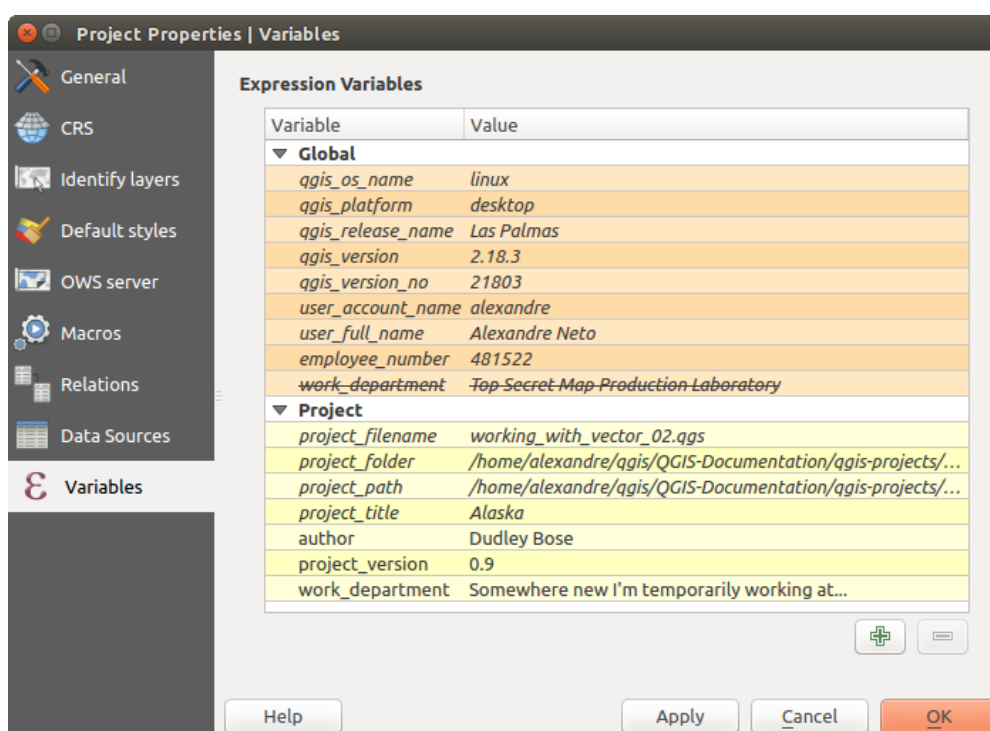 Project Properties | Variables
General
CRS
Identify layers
Default styles
OWS server
Macros
Relations
Data Sources
Variables
Expression Variables
Variable Value
Global
qgis_os_name linux
qgis_platform desktop
qgis_release_name Las Palmas
qgis_version 2.18.3
qgis_version_no 21803
user_account_name alexandre
user_full_name Alexandre Neto
employee_number 481522
work_department Top Secret Map Production Laboratory
Project
project_filename working_with_vector_02.qgs
project_folder /home/alexandre/qgis/QGIS-Documentation/qgis-projects/...
project_path /home/alexandre/qgis/QGIS-Documentation/qgis-projects/...
project_title Alaska
author Dudley Bose
project_version 0.9
work_department Somewhere new I'm temporarily working at...
Help Apply Cancel OK